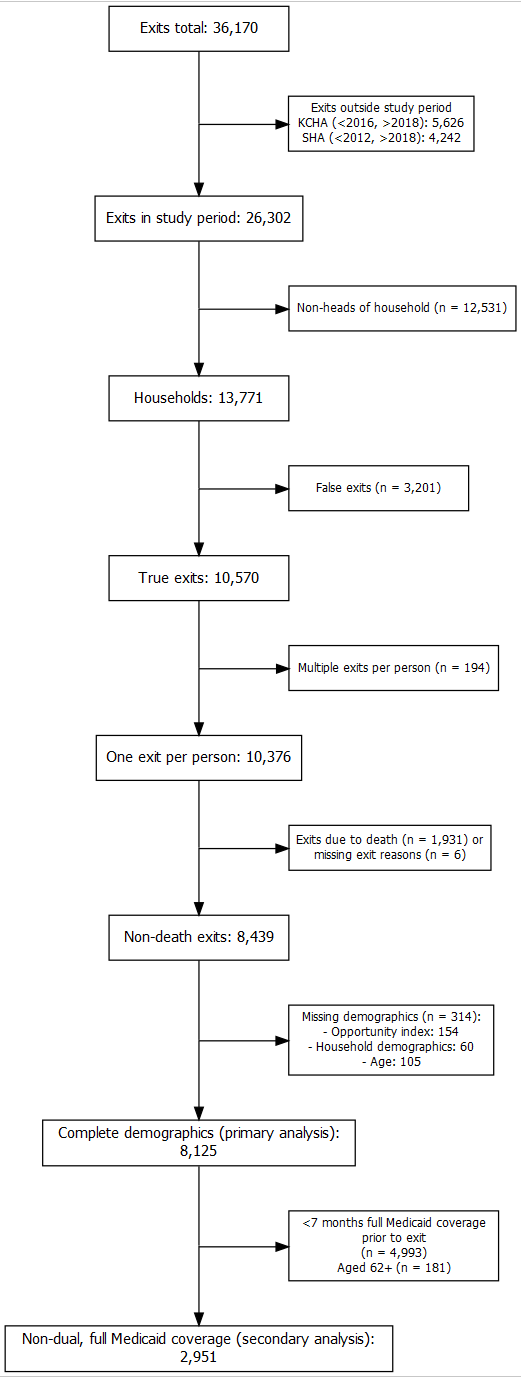 Exits total: 36,170
Exits outside study period
KCHA (<2016, >2018): 5,626
SHA (<2012, >2018): 4,242
Exits in study period: 26,302
Non-heads of household (n = 12,531)
Households: 13,771
False exits (n = 3,201)
True exits: 10,570
Multiple exits per person (n = 194)
One exit per person: 10,376
Exits due to death (n = 1,931) or
missing exit reasons (n = 6)
Non-death exits: 8,439
Missing demographics (n = 314):
- Opportunity index: 154
- Household demographics: 60
- Age: 105
Complete demographics (primary analysis):
8,125
<7 months full Medicaid coverage
prior to exit
(n = 4,993)
Aged 62+ (n = 181)
Non-dual, full Medicaid coverage (secondary analysis):
2,951